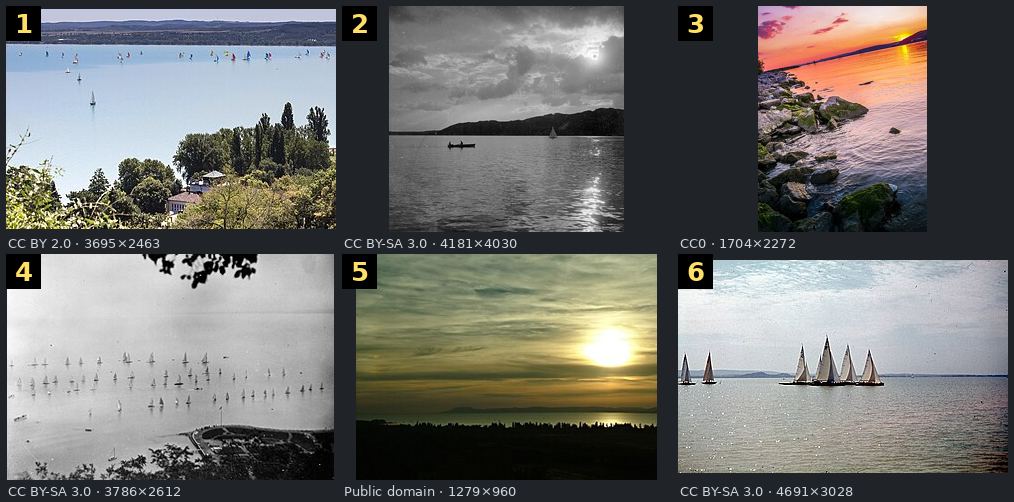 1
2
3
CC BY 2.0 · 3695×2463
CC BY-SA 3.0 · 4181×4030
CC0 · 1704×2272
4
5
6
CC BY-SA 3.0 · 3786×2612
Public domain · 1279×960
CC BY-SA 3.0 · 4691×3028